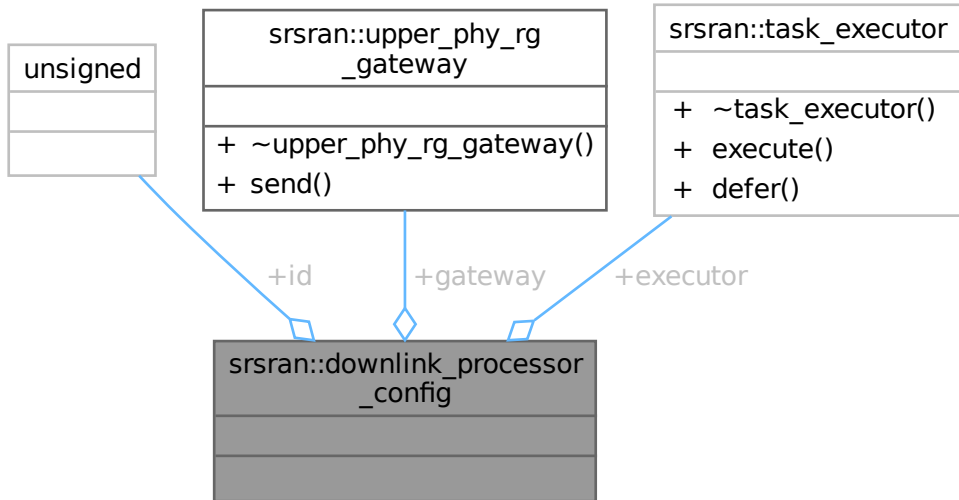 unsigned
srsran::upper_phy_rg
_gateway
+ ~upper_phy_rg_gateway()
+ send()
srsran::task_executor
+ ~task_executor()
+ execute()
+ defer()
+id
+gateway
+executor
srsran::downlink_processor
_config